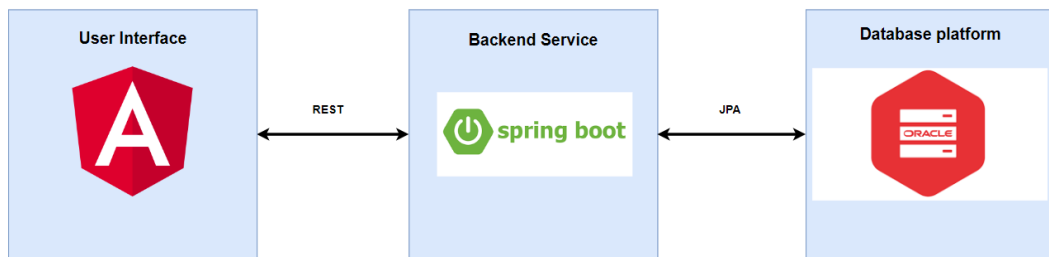 User Interface
Backend Service
Database platform
REST
JPA
A
spring boot
ORACLE